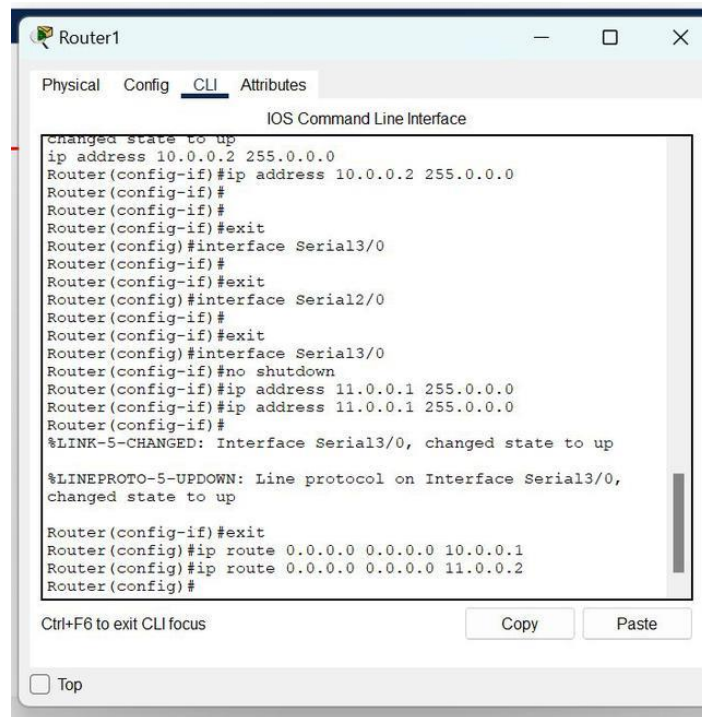 Router1
Physical Config CLI Attributes
IOS Command Line Interface
changed state to up
ip address 10.0.0.2 255.0.0.0
Router(config-if)#ip address 10.0.0.2 255.0.0.0
Router(config-if)#
Router(config-if)#
Router(config-if)#exit
Router(config)#interface Serial3/0
Router(config-if)#
Router(config-if)#exit
Router(config)#interface Serial2/0
Router(config-if)#
Router(config-if)#exit
Router(config)#interface Serial3/0
Router(config-if)#no shutdown
Router(config-if)#ip address 11.0.0.1 255.0.0.0
Router(config-if)#ip address 11.0.0.1 255.0.0.0
Router(config-if)#
%LINK-5-CHANGED: Interface Serial3/0, changed state to up
%LINEPROTO-5-UPDOWN: Line protocol on Interface Serial3/0,
changed state to up
Router(config-if)#exit
Router(config)#ip route 0.0.0.0 0.0.0.0 10.0.0.1
Router(config)#ip route 0.0.0.0 0.0.0.0 11.0.0.2
Router(config)#
Ctrl+F6 to exit CLI focus
Copy
Paste
Top